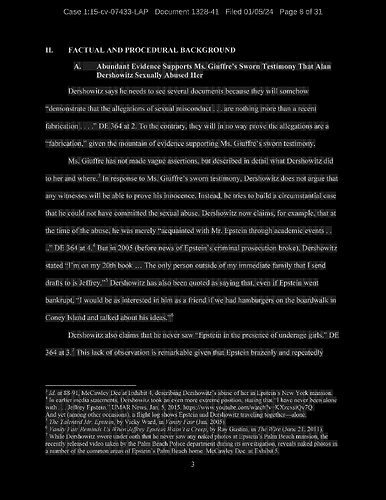 Case 1:15-cv-07433-LAP Document 1328-41 Filed 01/05/24 Page 8 of 31
II. FACTUAL AND PROCEDURAL BACKGROUND
A. Abundant Evidence Supports Ms. Giuffre's Sworn Testimony That Alan
Dershowitz Sexually Abused Her
Dershowitz says he needs to see several documents because they will somehow
"demonstrate that the allegations of sexual misconduct . . . are nothing more than a recent
fabrication . . . ." DE 364 at 2. To the contrary, they will in no way prove the allegations are a
"fabrication," given the mountain of evidence supporting Ms. Giuffre's sworn testimony.
Ms. Giuffre has not made vague assertions, but described in detail what Dershowitz did
to her and where.3 In response to Ms. Giuffre's sworn testimony, Dershowitz does not argue that
any witnesses will be able to prove his innocence. Instead, he tries to build a circumstantial case
that he could not have committed the sexual abuse. Dershowitz now claims, for example, that at
the time of the abuse, he was merely "acquainted with Mr. Epstein through academic events . .
.," DE 364 at 4.4 But in 2005 (before news of Epstein's criminal prosecution broke), Dershowitz
stated "I'm on my 20th book … The only person outside of my immediate family that I send
drafts to is Jeffrey."5 Dershowitz has also been quoted as saying that, even if Epstein went
bankrupt, "I would be as interested in him as a friend if we had hamburgers on the boardwalk in
Coney Island and talked about his ideas."6
Dershowitz also claims that he never saw "Epstein in the presence of underage girls." DE
364 at 3.7 This lack of observation is remarkable given that Epstein brazenly and repeatedly
3 Id. at 88-91, McCawley Dec at Exhibit 4, describing Dershowitz's abuse of her in Epstein's New York mansion.
4 In earlier media statements, Dershowitz took an even more extreme position, stating that "I have never been alone
with . . . Jeffrey Epstein." UMAR News, Jan. 5, 2015,
And yet (among other occasions), a flight log shows Epstein and Dershowitz traveling together—alone.
5 The Talented Mr. Epstein, by Vicky Ward, in Vanity Fair (Jan. 2005).
6 Vanity Fair Reminds Us When Jeffrey Epstein Wasn't a Creep, by Ray Gustini, in The Wire (June 21, 2011).
7 While Dershowitz swore under oath that he never saw any naked photos at Epstein's Palm Beach mansion, the
recently released video taken by the Palm Beach Police Department during its investigation, reveals naked photos in
a number of the common areas of Epstein's Palm Beach home. McCawley Dec. at Exhibit 5.
3